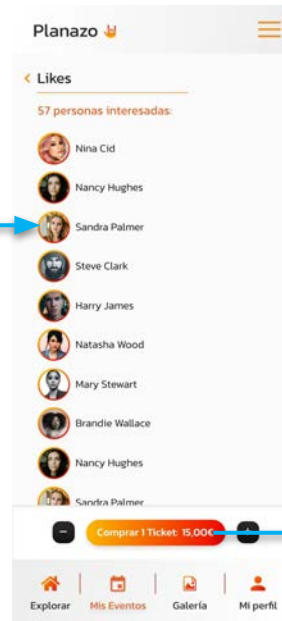 Planazo
Likes
57 personas interesadas:
Nina Cid
Nancy Hughes
Sandra Palmer
Steve Clark
Harry James
Natasha Wood
Mary Stewart
Brandie Wallace
Nancy Hughes
Sandra Palmer
- Comprar 1 Ticket: 15,00€ +
Explorar Mis Eventos Galería Mi perfil